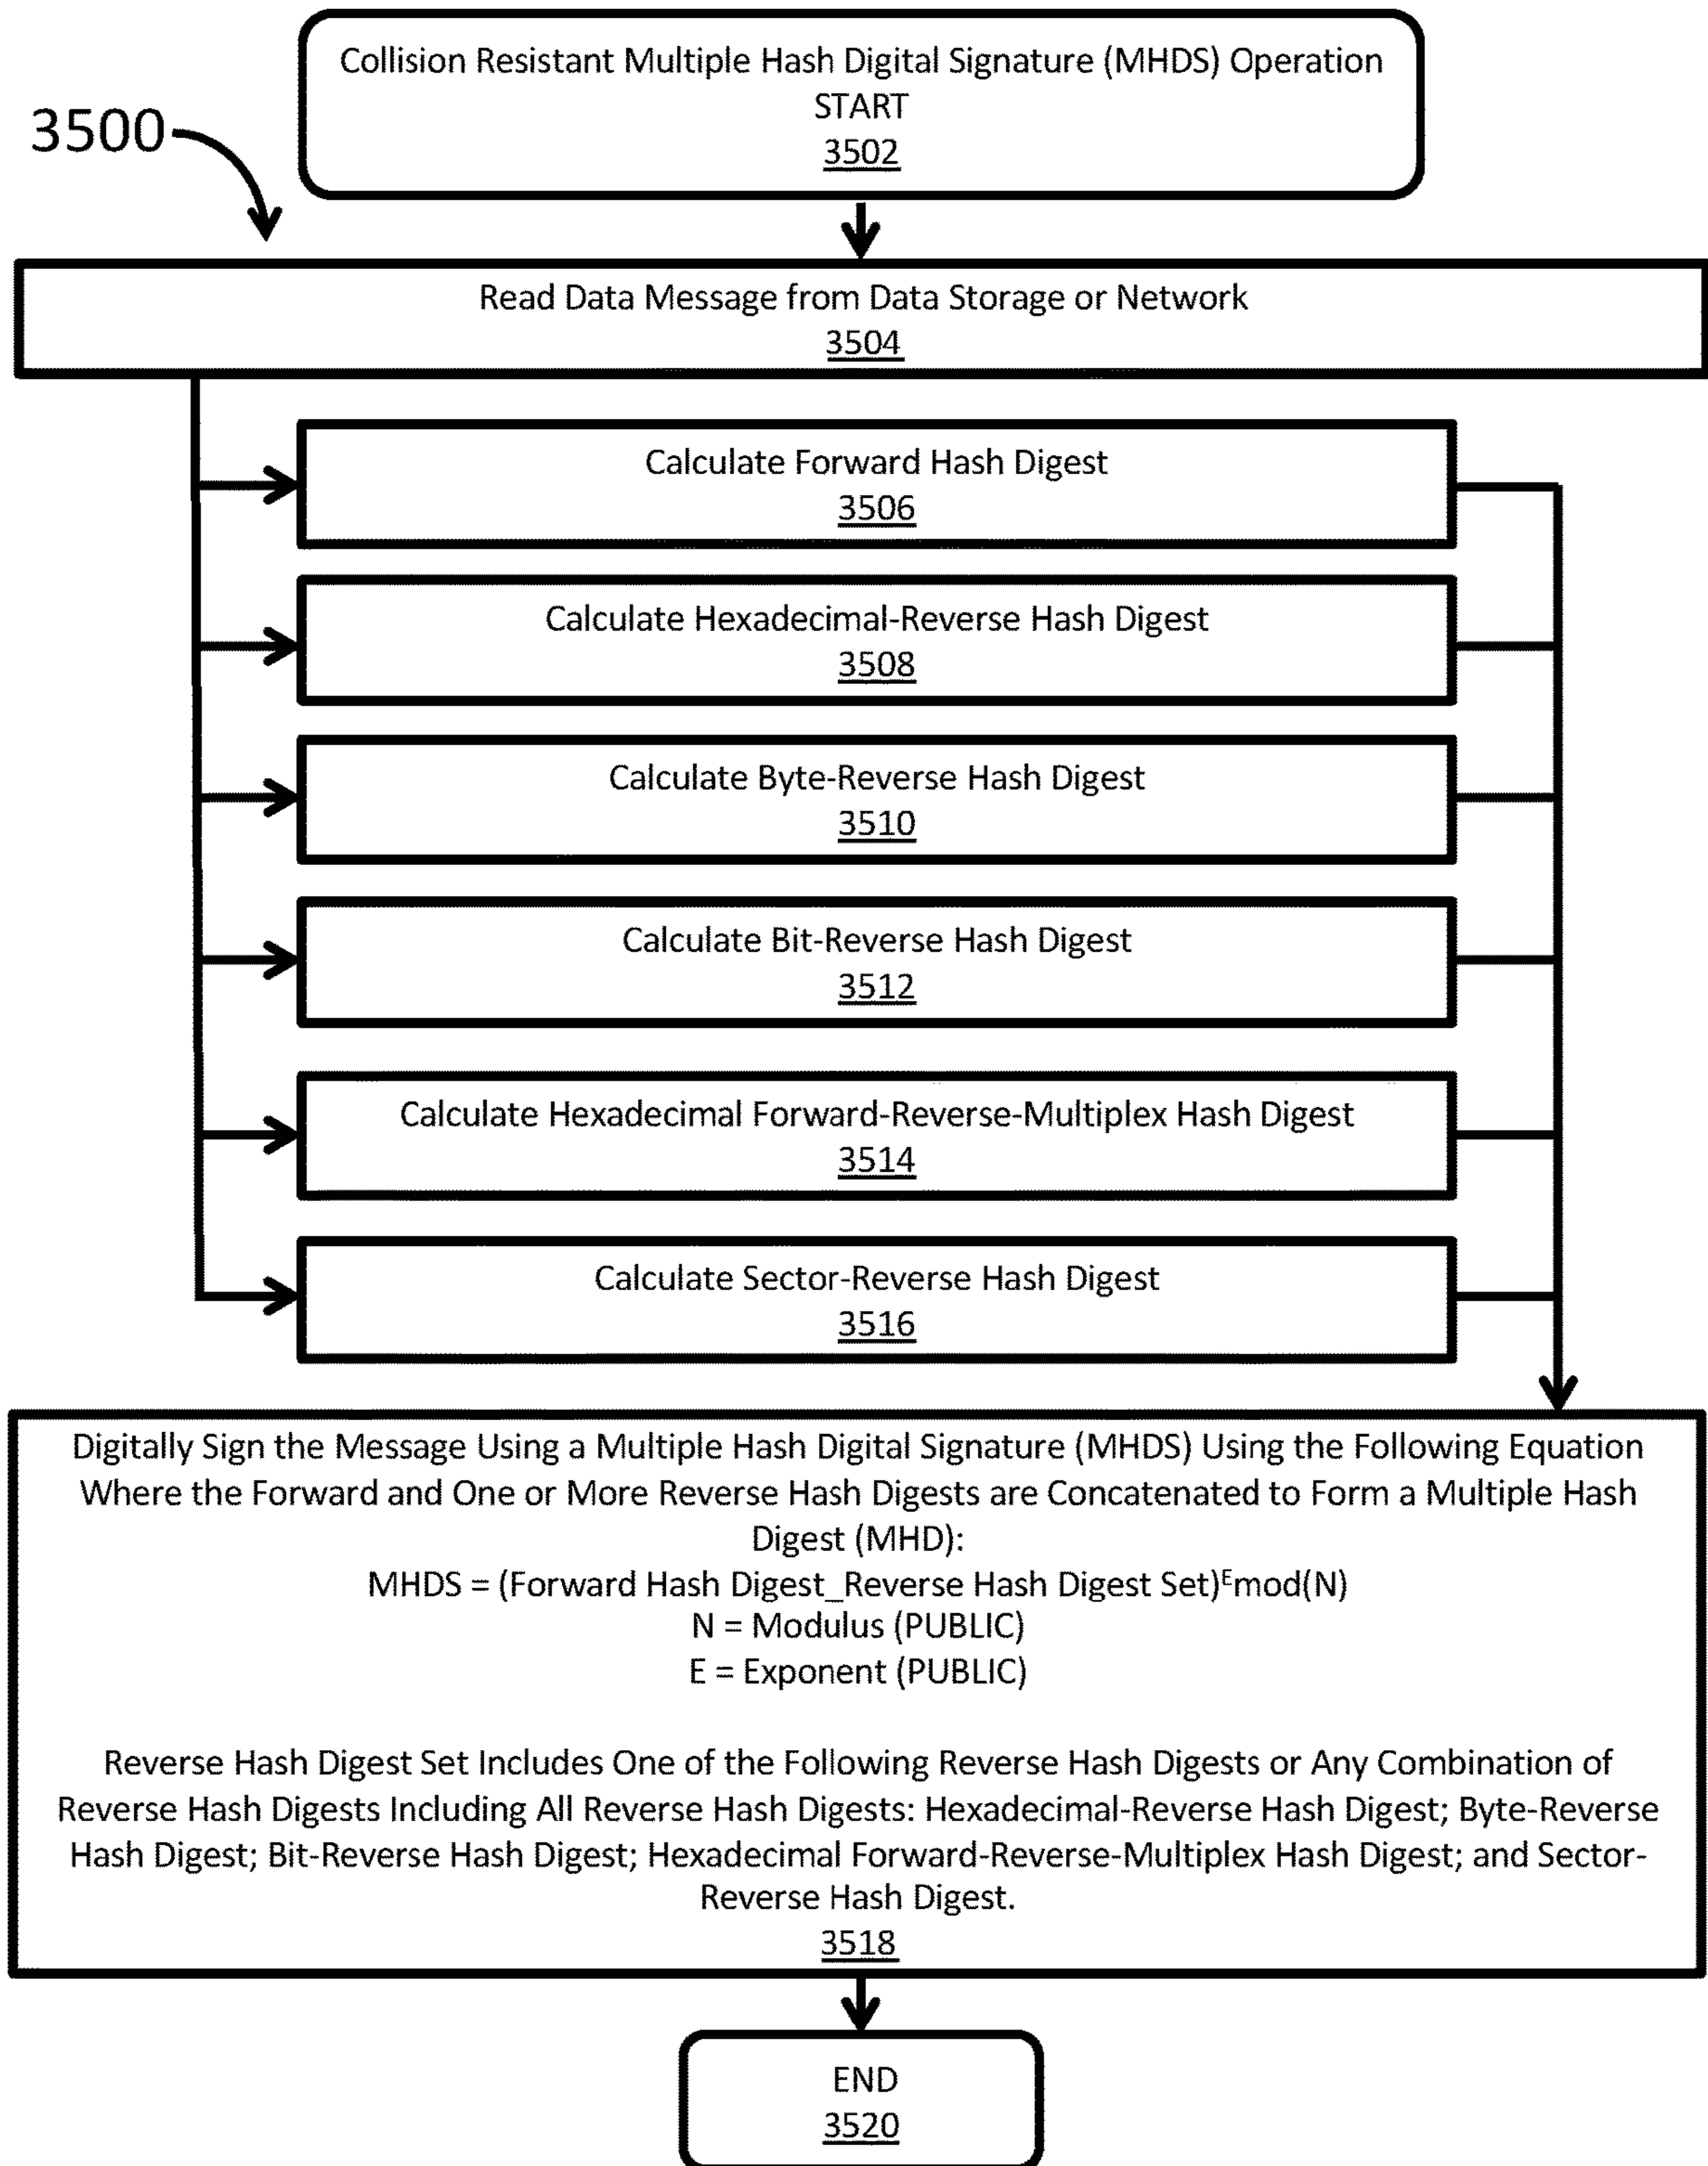 Collision Resistant Multiple Hash Digital Signature (MHDS) Operation
START
3502
3500
Read Data Message from Data Storage or Network
3504
Calculate Forward Hash Digest
3506
Calculate Hexadecimal-Reverse Hash Digest
3508
Calculate Byte-Reverse Hash Digest
3510
Calculate Bit-Reverse Hash Digest
3512
Calculate Hexadecimal Forward-Reverse-Multiplex Hash Digest
3514
Calculate Sector-Reverse Hash Digest
3516
Digitally Sign the Message Using a Multiple Hash Digital Signature (MHDS) Using the Following Equation
Where the Forward and One or More Reverse Hash Digests are Concatenated to Form a Multiple Hash
Digest (MHD):
MHDS = (Forward Hash Digest_Reverse Hash Digest Set)ᴱmod(N)
N = Modulus (PUBLIC)
E = Exponent (PUBLIC)
Reverse Hash Digest Set Includes One of the Following Reverse Hash Digests or Any Combination of
Reverse Hash Digests Including All Reverse Hash Digests: Hexadecimal-Reverse Hash Digest; Byte-Reverse
Hash Digest; Bit-Reverse Hash Digest; Hexadecimal Forward-Reverse-Multiplex Hash Digest; and Sector-
Reverse Hash Digest.
3518
END
3520